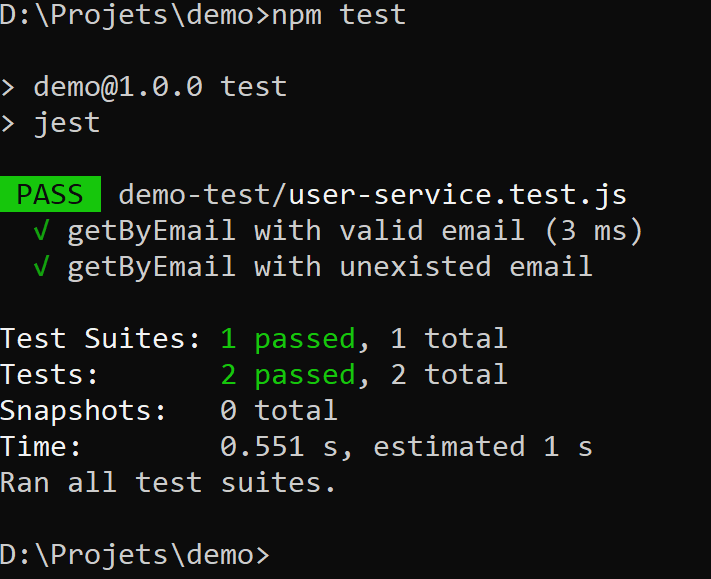 D:\Projets\demo>npm test
> demo@1.0.0 test
> jest
PASS demo-test/user-service.test.js
√ getByEmail with valid email (3 ms)
√ getByEmail with unexisted email
Test Suites: 1 passed, 1 total
Tests: 2 passed, 2 total
Snapshots: 0 total
Time: 0.551 s, estimated 1 s
Ran all test suites.
D:\Projets\demo>